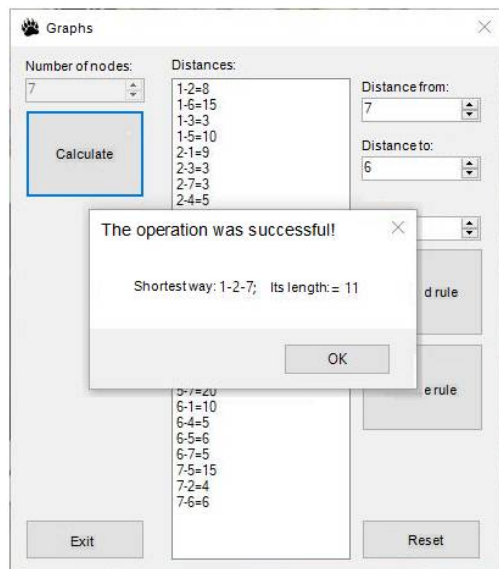 Graphs
Number of nodes:
7
Calculate
Distances:
1-2=8
1-6=15
1-3=3
1-5=10
2-1=9
2-3=3
2-7=3
2-4=5
Distance from:
7
Distance to:
6
The operation was successful!
Shortest way: 1-2-7; Its length: = 11
OK
d rule
e rule
5-7=20
6-1=10
6-4=5
6-5=6
6-7=5
7-5=15
7-2=4
7-6=6
Exit
Reset